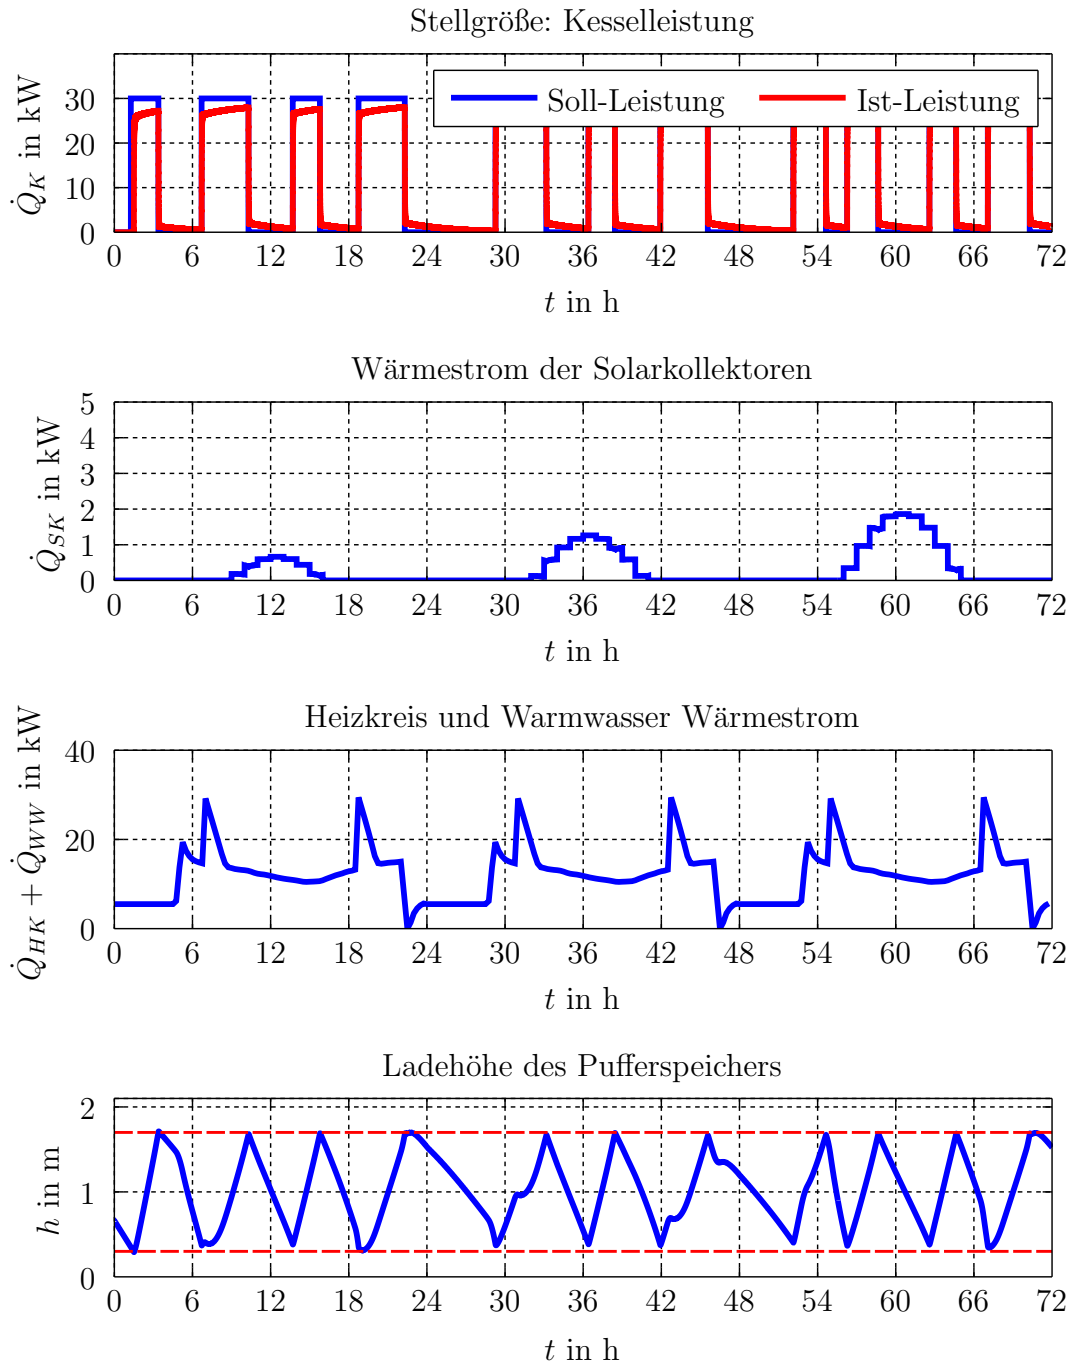 Stellgröße: Kesselleistung
Q̇_K in kW
30
20
10
0
Soll-Leistung Ist-Leistung
0 6 12 18 24 30 36 42 48 54 60 66 72
t in h
Wärmestrom der Solarkollektoren
Q̇_SK in kW
5
4
3
2
1
0
0 6 12 18 24 30 36 42 48 54 60 66 72
t in h
Heizkreis und Warmwasser Wärmestrom
Q̇_HK + Q̇_WW in kW
40
20
0
0 6 12 18 24 30 36 42 48 54 60 66 72
t in h
Ladehöhe des Pufferspeichers
h in m
2
1
0
0 6 12 18 24 30 36 42 48 54 60 66 72
t in h